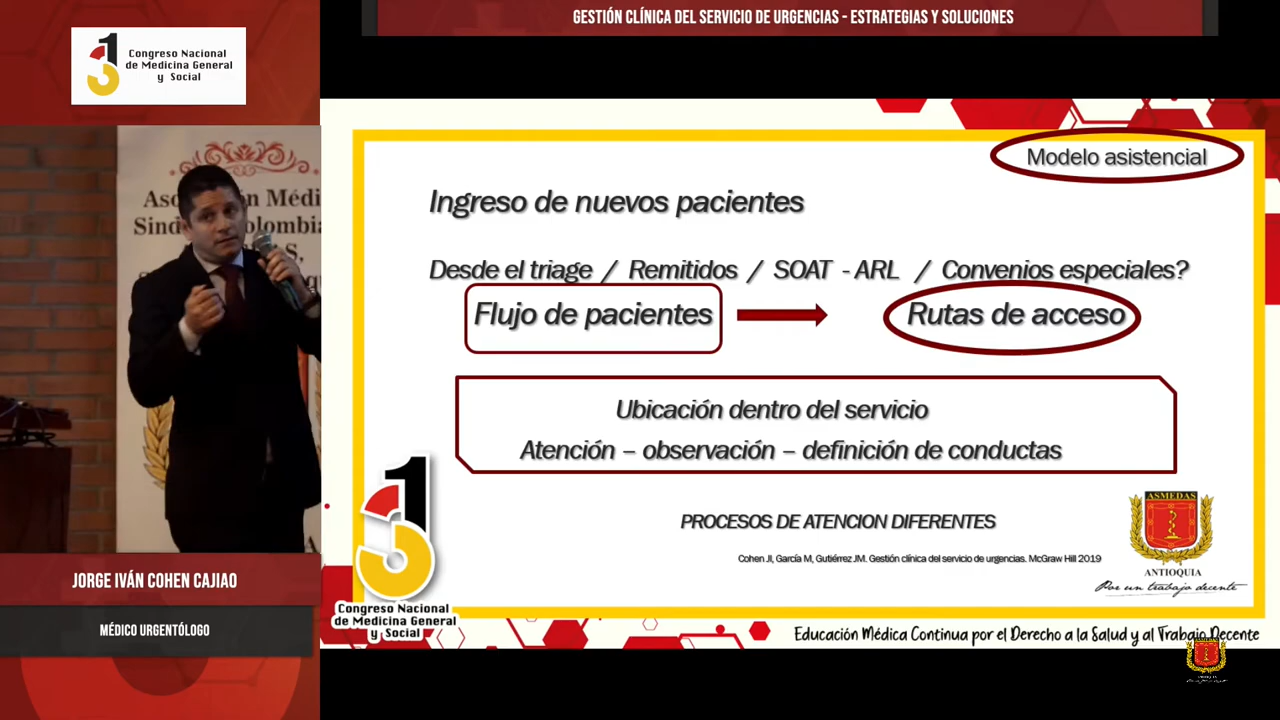 GESTIÓN CLÍNICA DEL SERVICIO DE URGENCIAS - ESTRATEGIAS Y SOLUCIONES
Congreso Nacional
de Medicina General
y Social
Modelo asistencial
Ingreso de nuevos pacientes
Desde el triage / Remitidos / SOAT - ARL / Convenios especiales?
Flujo de pacientes
Rutas de acceso
Ubicación dentro del servicio
Atención – observación – definición de conductas
PROCESOS DE ATENCION DIFERENTES
Cohen JI, García M, Gutiérrez JM. Gestión clínica del servicio de urgencias. McGraw Hill 2019
ASMEDAS
ANTIOQUIA
Por un trabajo decente
Congreso Nacional
de Medicina General
y Social
Educación Médica Continua por el Derecho a la Salud y al Trabajo Decente
JORGE IVÁN COHEN CAJIAO
MÉDICO URGENTÓLOGO